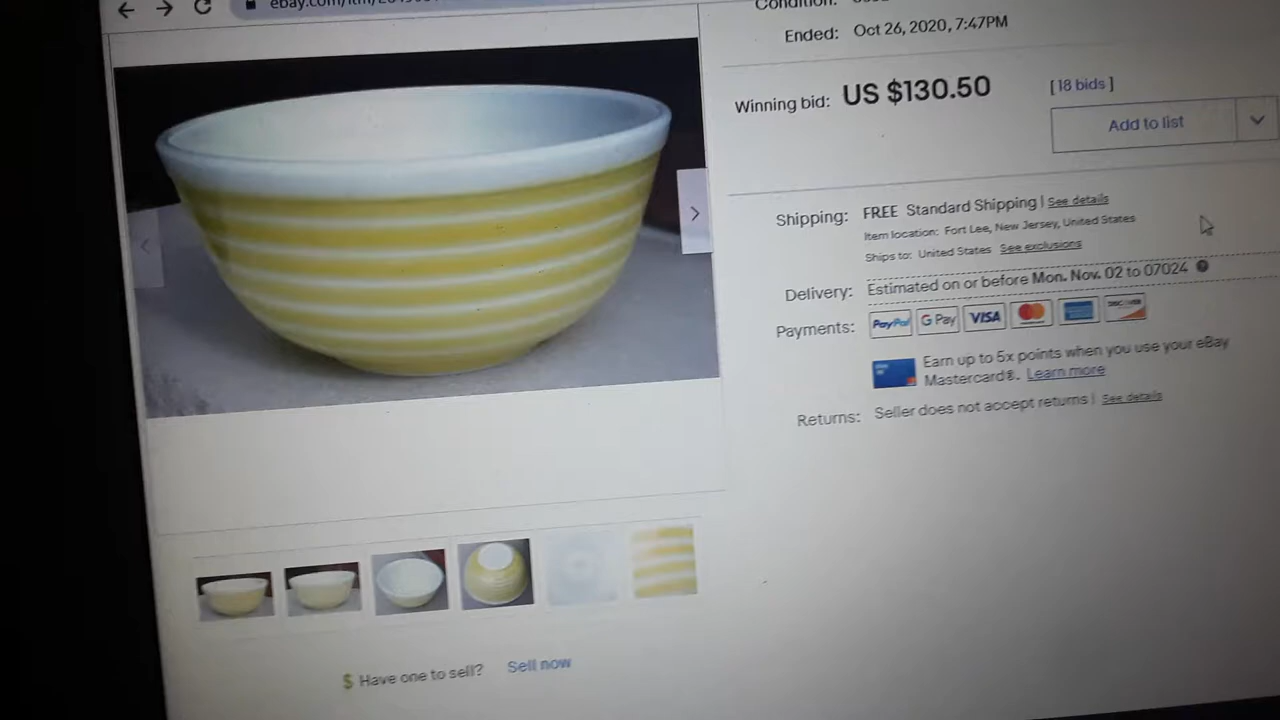 Ended: Oct 26, 2020, 7:47PM
Winning bid: US $130.50 [ 18 bids ]
Add to list
Shipping: FREE Standard Shipping | See details
Item location: Fort Lee, New Jersey, United States
Ships to: United States See exclusions
Delivery: Estimated on or before Mon. Nov. 02 to 07024
Payments: PayPal G Pay VISA DISCOVER
Earn up to 5x points when you use your eBay
Mastercard®. Learn more
Returns: Seller does not accept returns | See details
$ Have one to sell? Sell now